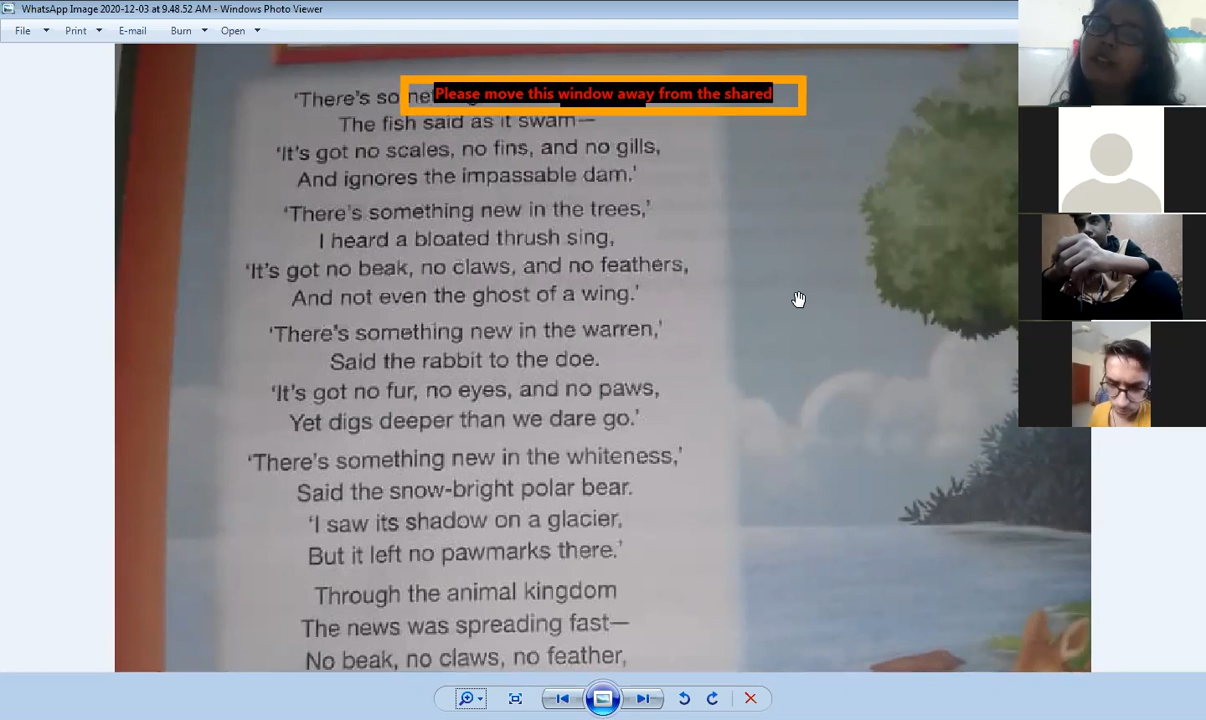 WhatsApp Image 2020-12-03 at 9.48.52 AM - Windows Photo Viewer
File Print E-mail Burn Open
Please move this window away from the shared
'There's so
The fish said as it swam—
'It's got no scales, no fins, and no gills,
And ignores the impassable dam.'
'There's something new in the trees,'
I heard a bloated thrush sing,
'It's got no beak, no claws, and no feathers,
And not even the ghost of a wing.'
'There's something new in the warren,'
Said the rabbit to the doe.
'It's got no fur, no eyes, and no paws,
Yet digs deeper than we dare go.'
'There's something new in the whiteness,'
Said the snow-bright polar bear.
'I saw its shadow on a glacier,
But it left no pawmarks there.'
Through the animal kingdom
The news was spreading fast—
No beak, no claws, no feather,